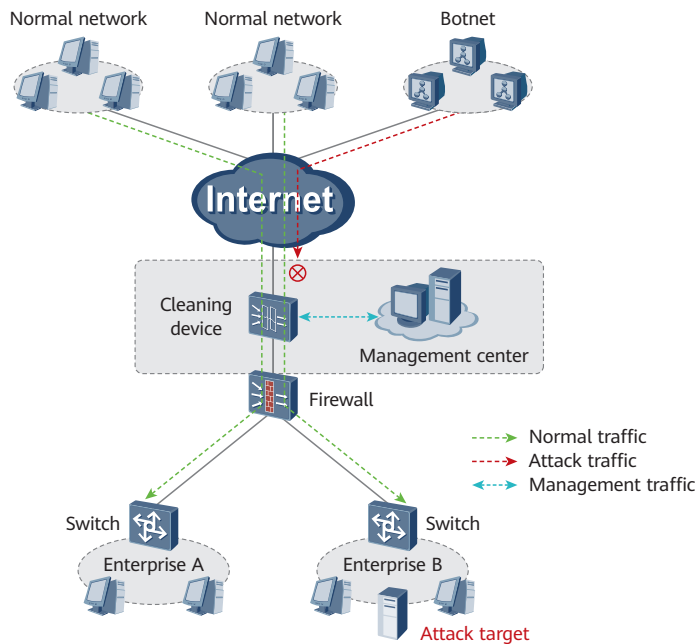 Normal network
Normal network
Botnet
Internet
Cleaning
device
Management center
Firewall
Normal traffic
Attack traffic
Management traffic
Switch
Switch
Enterprise A
Enterprise B
Attack target